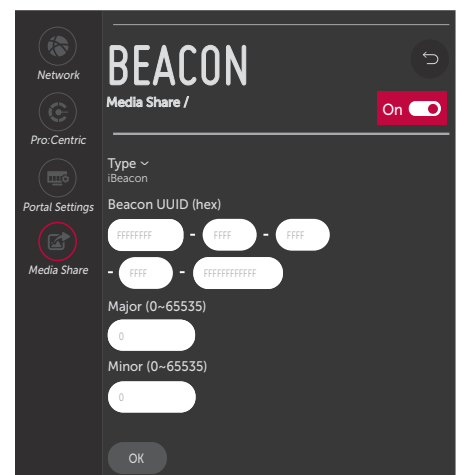 Network
Pro:Centric
Portal Settings
Media Share
BEACON
Media Share /
On
Type
iBeacon
Beacon UUID (hex)
FFFFFFFF - FFFF - FFFF
- FFFF - FFFFFFFFFFFF
Major (0~65535)
0
Minor (0~65535)
0
OK